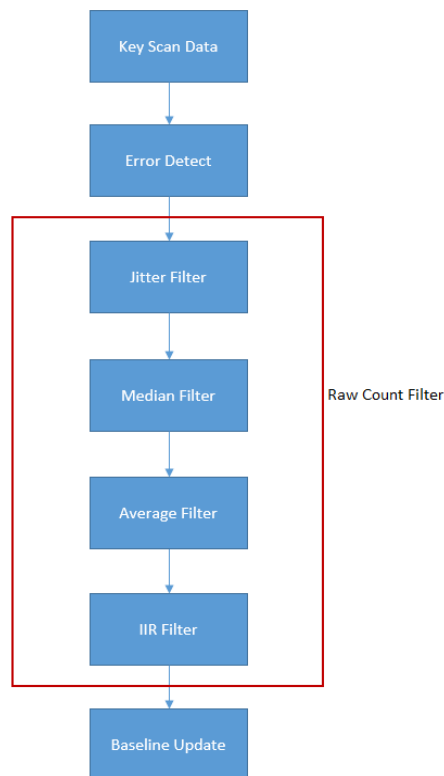 Key Scan Data
Error Detect
Jitter Filter
Median Filter
Raw Count Filter
Average Filter
IIR Filter
Baseline Update